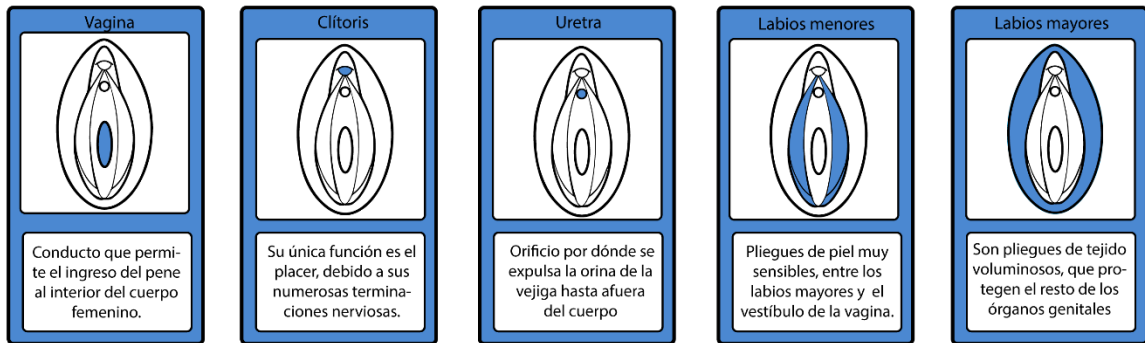 Vagina
Conducto que permi-
te el ingreso del pene
al interior del cuerpo
femenino.
Clítoris
Su única función es el
placer, debido a sus
numerosas termina-
ciones nerviosas.
Uretra
Orificio por dónde se
expulsa la orina de la
vejiga hasta afuera
del cuerpo
Labios menores
Pliegues de piel muy
sensibles, entre los
labios mayores y el
vestíbulo de la vagina.
Labios mayores
Son pliegues de tejido
voluminosos, que pro-
tegen el resto de los
órganos genitales